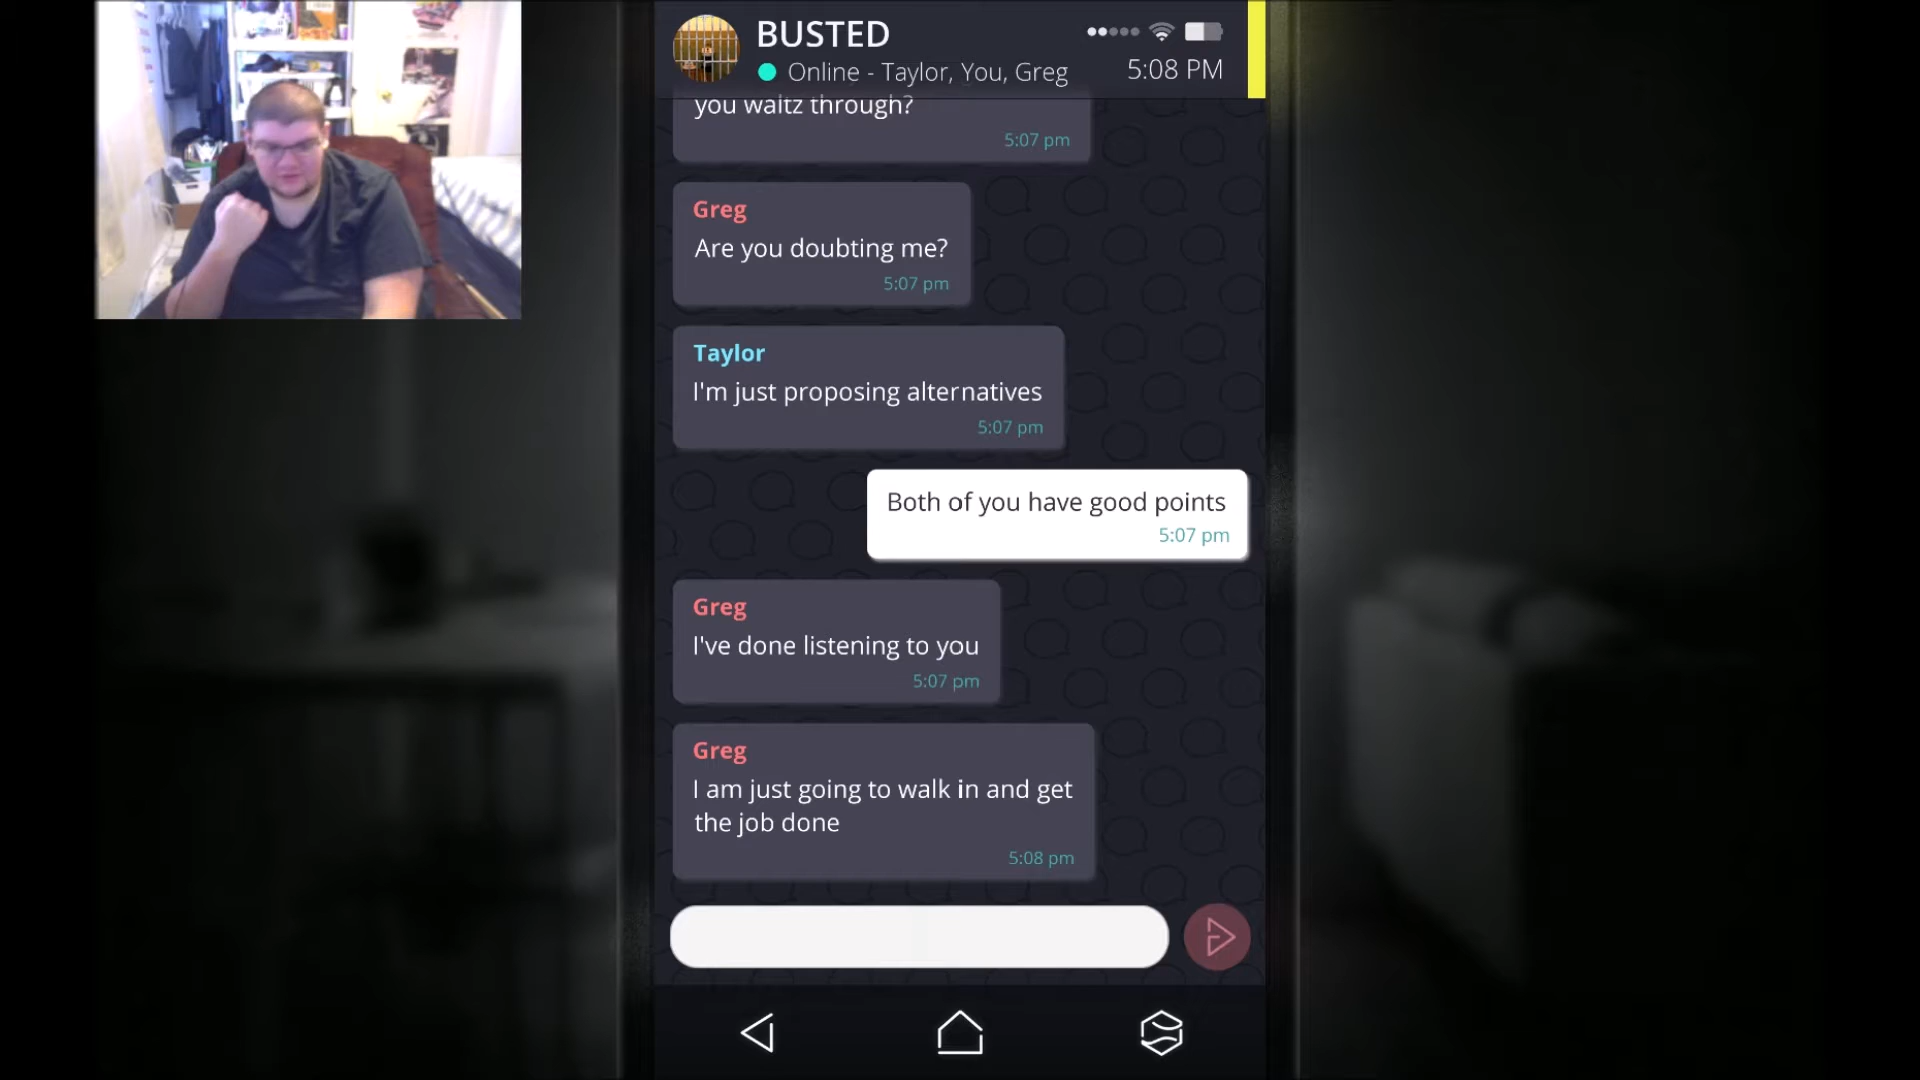 BUSTED
Online - Taylor, You, Greg
5:08 PM
you waltz through?
5:07 pm
Greg
Are you doubting me?
5:07 pm
Taylor
I'm just proposing alternatives
5:07 pm
Both of you have good points
5:07 pm
Greg
I've done listening to you
5:07 pm
Greg
I am just going to walk in and get
the job done
5:08 pm